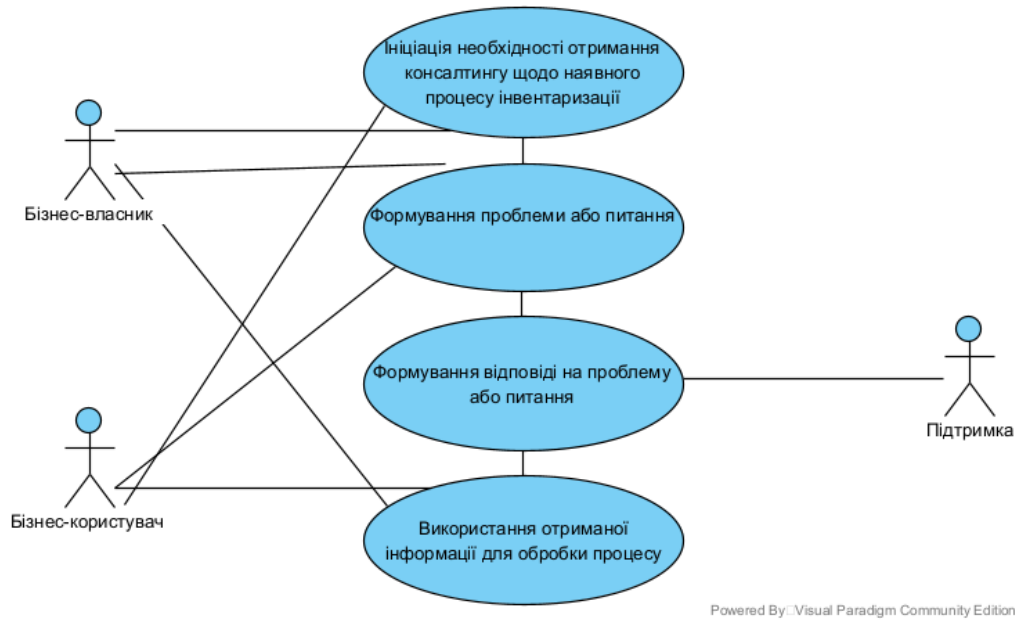 Ініціація необхідності отримання
консалтингу щодо наявного
процесу інвентаризації
Бізнес-власник
Формування проблеми або питання
Формування відповіді на проблему
або питання
Підтримка
Бізнес-користувач
Використання отриманої
інформації для обробки процесу
Powered By Visual Paradigm Community Edition